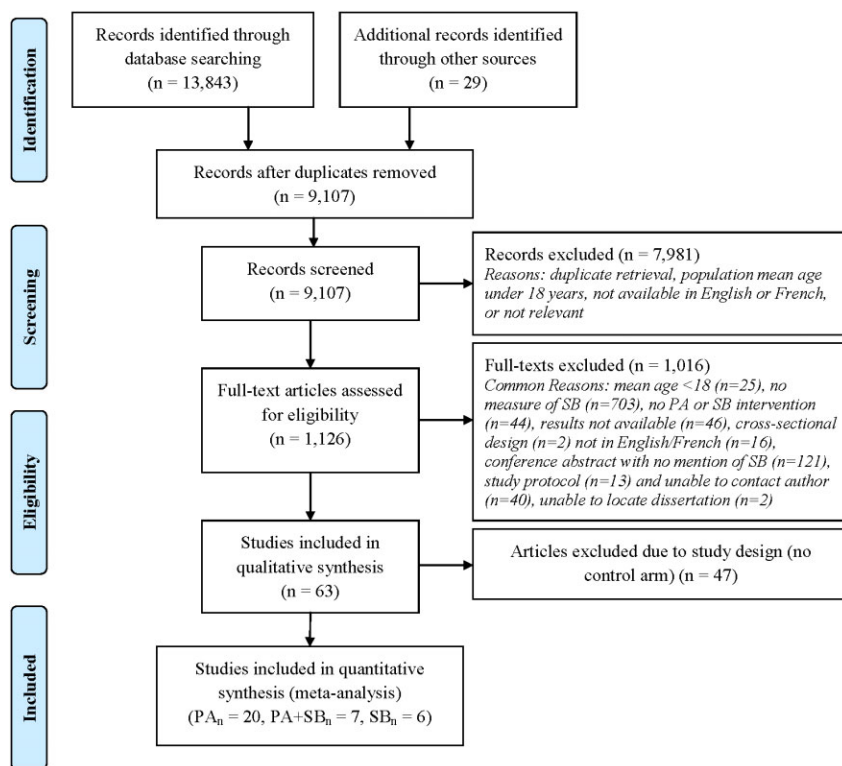 Identification
Records identified through
database searching
(n = 13,843)
Additional records identified
through other sources
(n = 29)
Records after duplicates removed
(n = 9,107)
Screening
Records screened
(n = 9,107)
Records excluded (n = 7,981)
Reasons: duplicate retrieval, population mean age
under 18 years, not available in English or French,
or not relevant
Eligibility
Full-text articles assessed
for eligibility
(n = 1,126)
Full-texts excluded (n = 1,016)
Common Reasons: mean age <18 (n=25), no
measure of SB (n=703), no PA or SB intervention
(n=44), results not available (n=46), cross-sectional
design (n=2) not in English/French (n=16),
conference abstract with no mention of SB (n=121),
study protocol (n=13) and unable to contact author
(n=40), unable to locate dissertation (n=2)
Studies included in
qualitative synthesis
(n = 63)
Articles excluded due to study design (no
control arm) (n = 47)
Included
Studies included in quantitative
synthesis (meta-analysis)
(PAn = 20, PA+SBn = 7, SBn = 6)